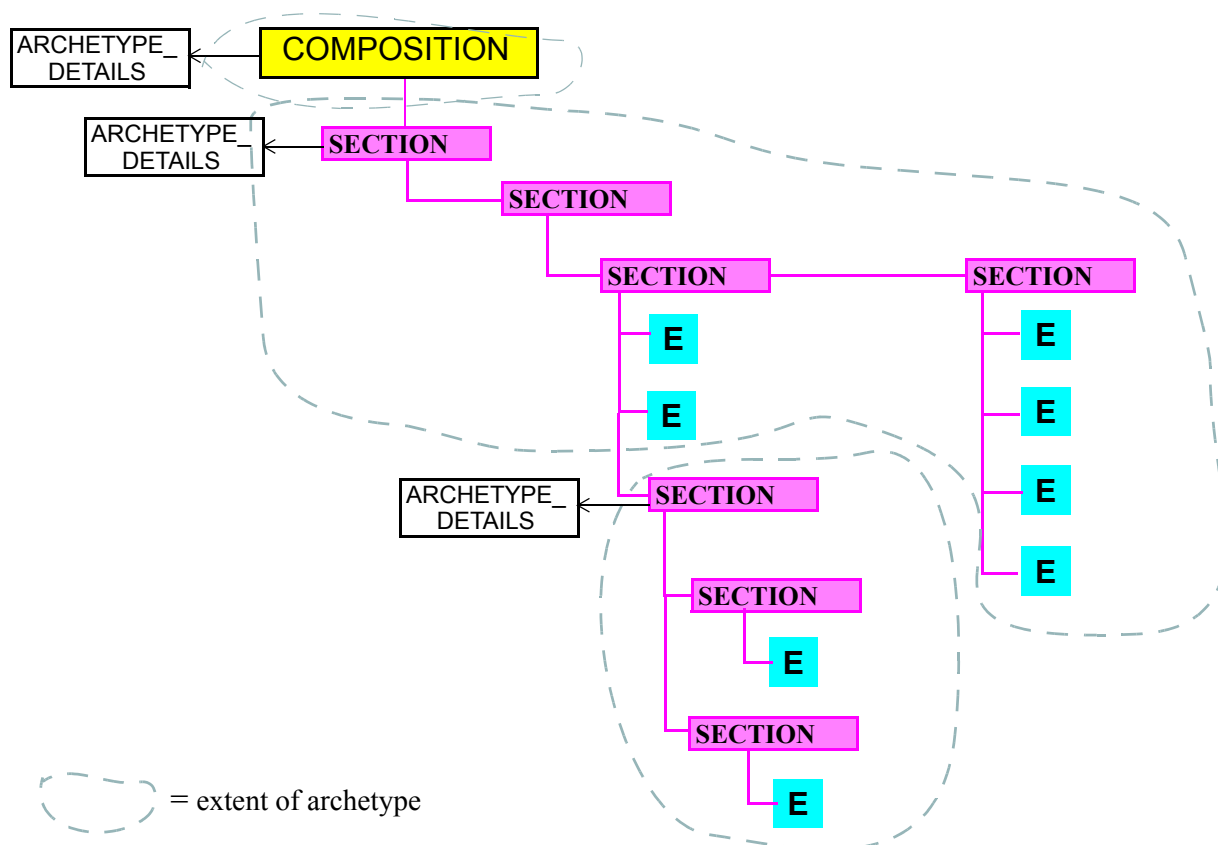 ARCHETYPE_
DETAILS
COMPOSITION
ARCHETYPE_
DETAILS
SECTION
SECTION
SECTION
SECTION
E
E
E
E
ARCHETYPE_
DETAILS
SECTION
E
E
SECTION
E
SECTION
E
= extent of archetype